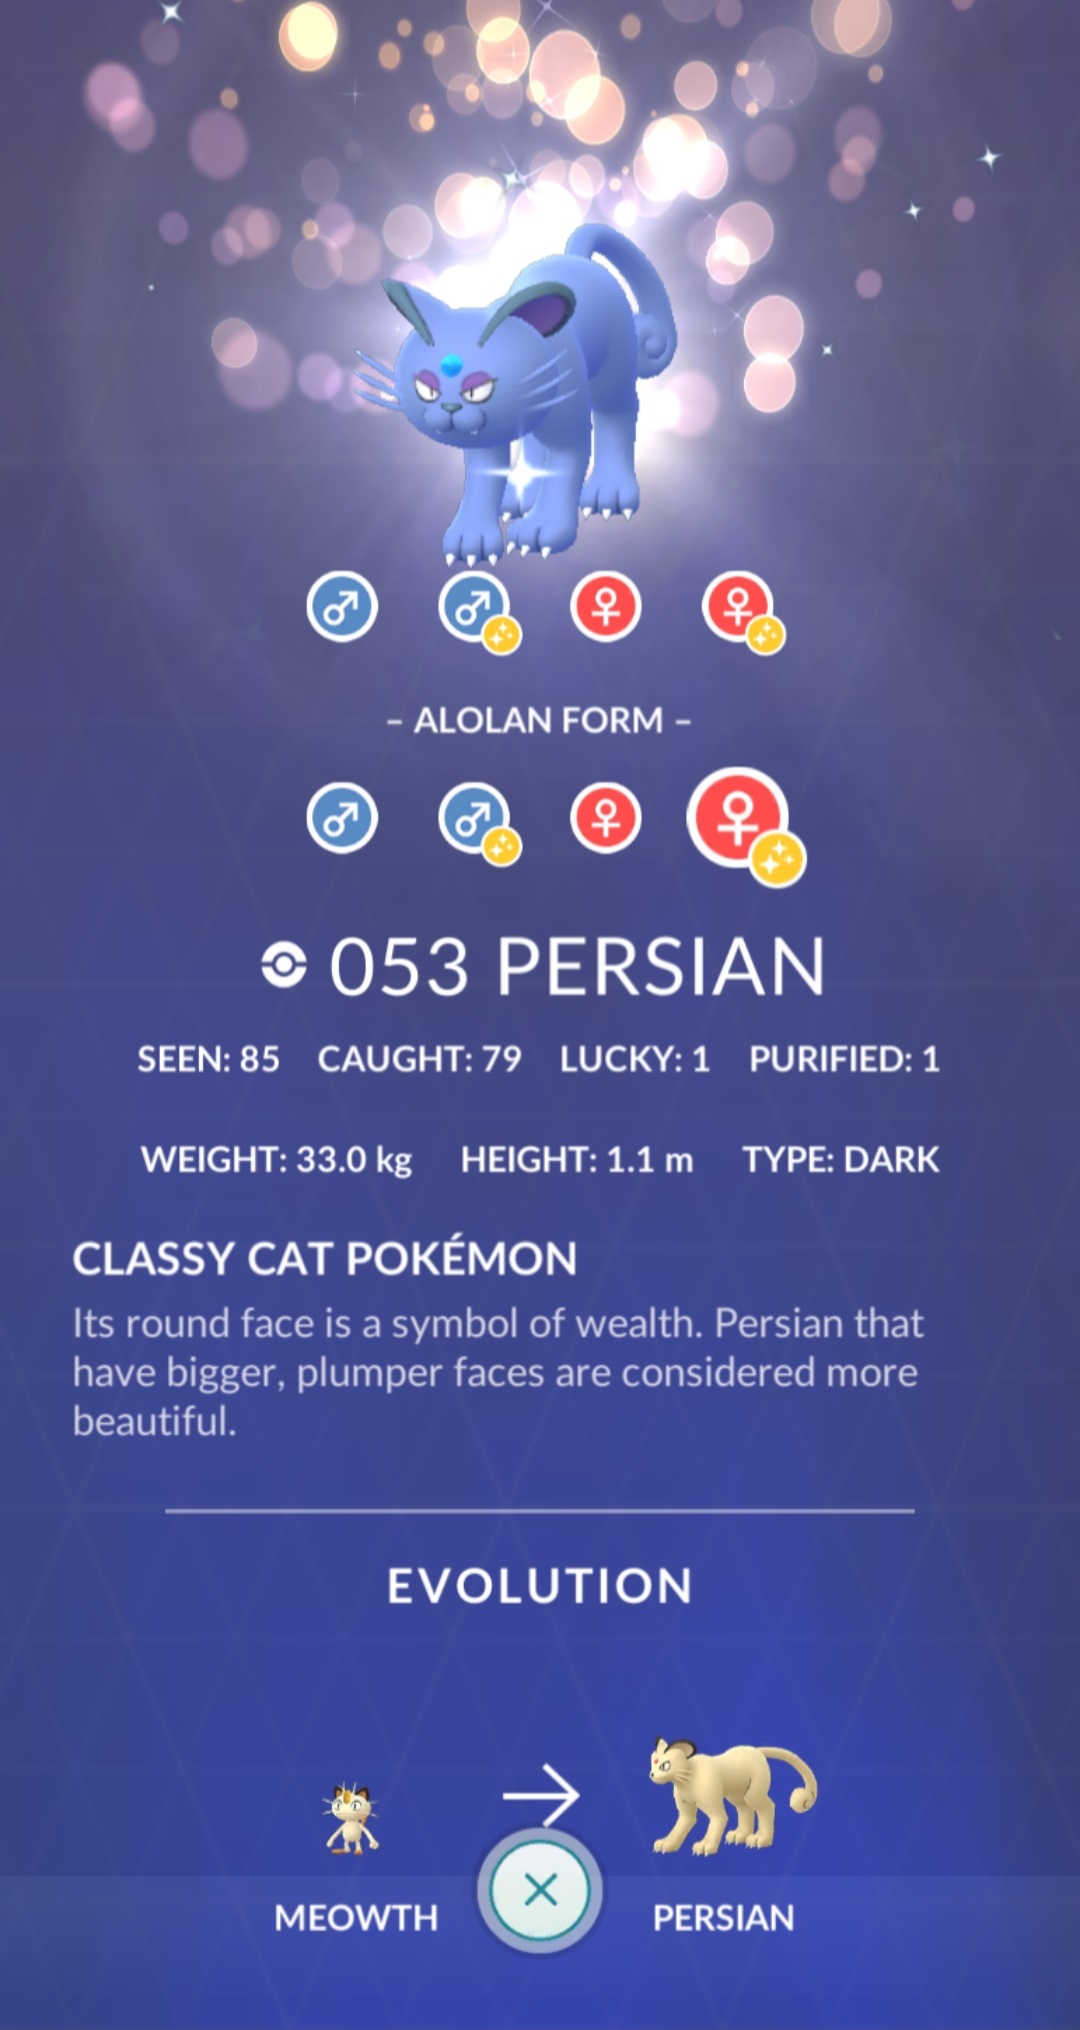 – ALOLAN FORM –
053 PERSIAN
SEEN: 85 CAUGHT: 79 LUCKY: 1 PURIFIED: 1
WEIGHT: 33.0 kg HEIGHT: 1.1 m TYPE: DARK
CLASSY CAT POKÉMON
Its round face is a symbol of wealth. Persian that
have bigger, plumper faces are considered more
beautiful.
EVOLUTION
MEOWTH PERSIAN